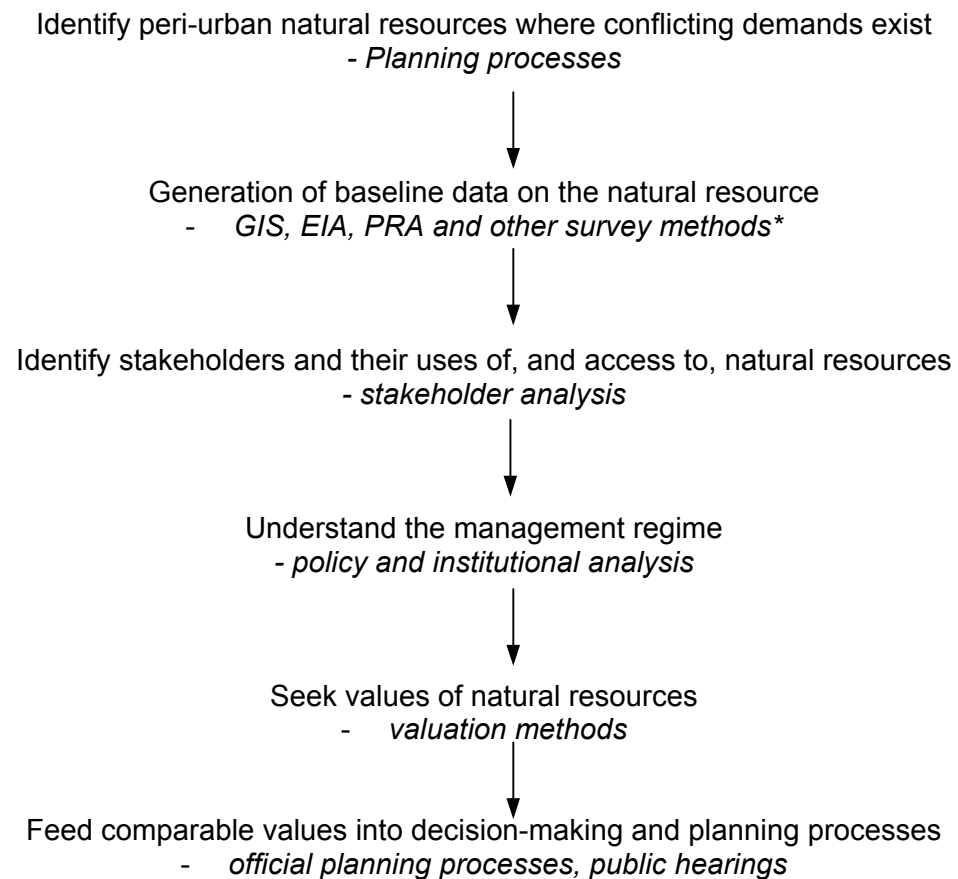 Identify peri-urban natural resources where conflicting demands exist
- Planning processes
Generation of baseline data on the natural resource
- GIS, EIA, PRA and other survey methods*
Identify stakeholders and their uses of, and access to, natural resources
- stakeholder analysis
Understand the management regime
- policy and institutional analysis
Seek values of natural resources
- valuation methods
Feed comparable values into decision-making and planning processes
- official planning processes, public hearings